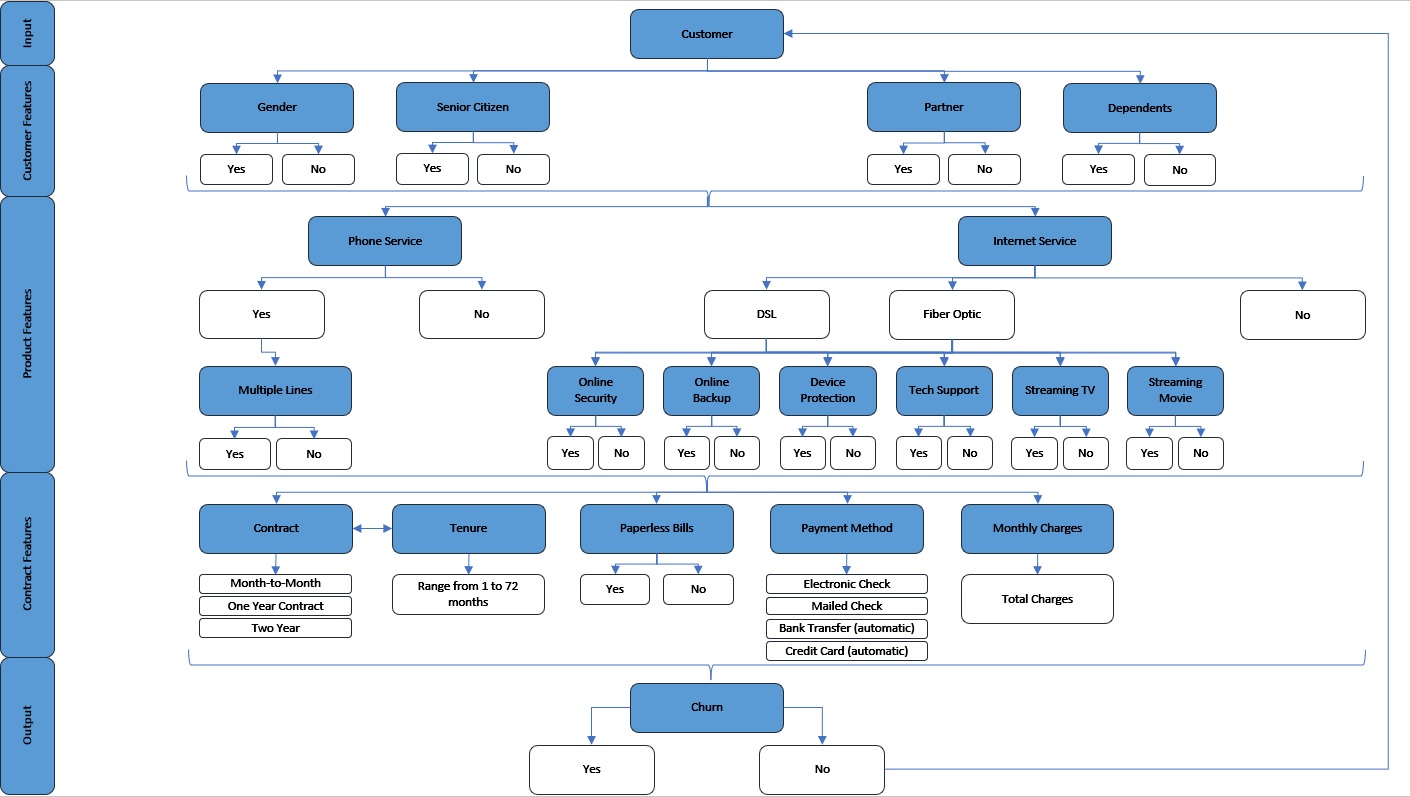 Input
Customer
Customer Features
Gender
Senior Citizen
Partner
Dependents
Yes
No
Yes
No
Yes
No
Yes
No
Product Features
Phone Service
Internet Service
Yes
No
DSL
Fiber Optic
No
Multiple Lines
Online
Security
Online
Backup
Device
Protection
Tech Support
Streaming TV
Streaming
Movie
Yes
No
Yes
No
Yes
No
Yes
No
Yes
No
Yes
No
Yes
No
Contract Features
Contract
Tenure
Paperless Bills
Payment Method
Monthly Charges
Month-to-Month
One Year Contract
Two Year
Range from 1 to 72
months
Yes
No
Electronic Check
Mailed Check
Bank Transfer (automatic)
Credit Card (automatic)
Total Charges
Output
Churn
Yes
No